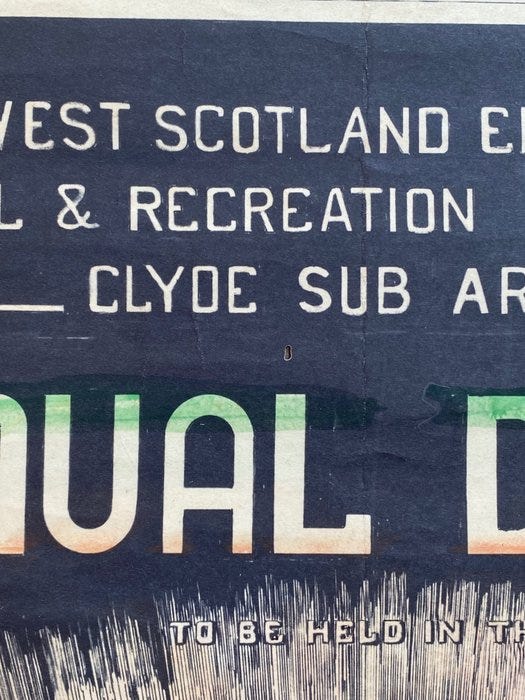 WEST SCOTLAND E
L & RECREATION
CLYDE SUB AR
NUAL D
TO BE HELD IN TH